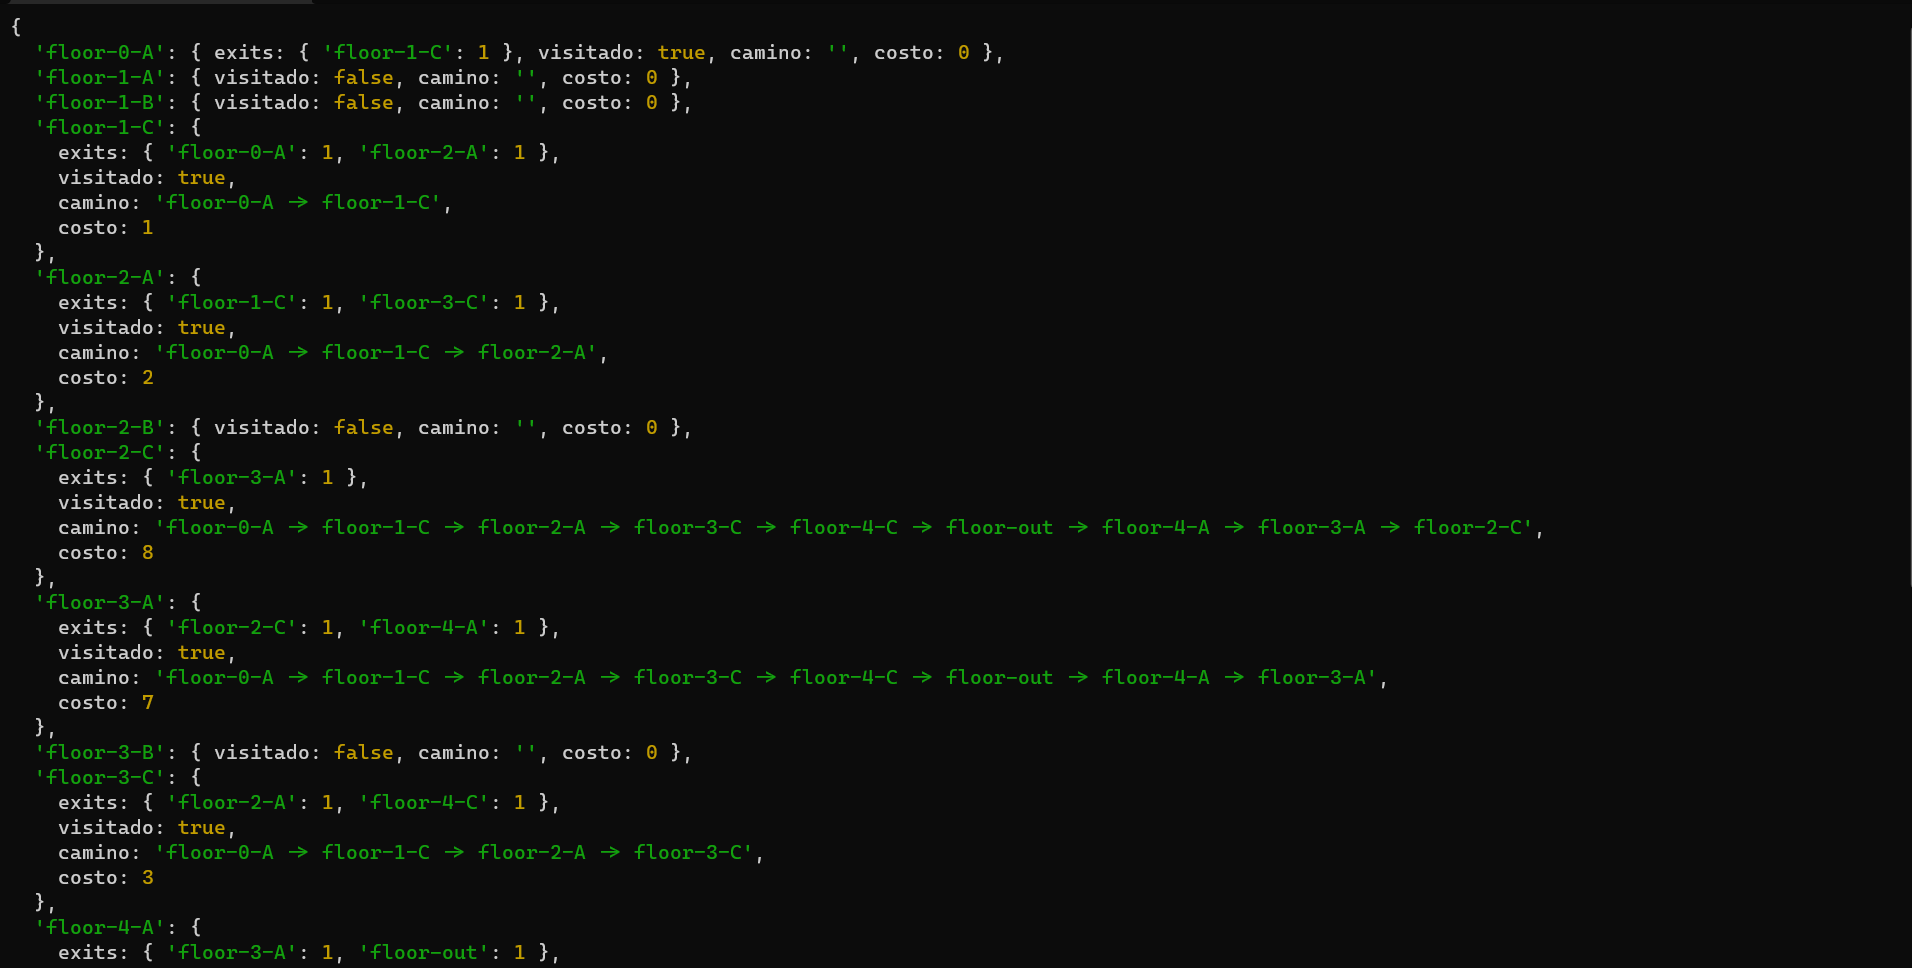 {
  'floor-0-A': { exits: { 'floor-1-C': 1 }, visitado: true, camino: '', costo: 0 },
  'floor-1-A': { visitado: false, camino: '', costo: 0 },
  'floor-1-B': { visitado: false, camino: '', costo: 0 },
  'floor-1-C': {
    exits: { 'floor-0-A': 1, 'floor-2-A': 1 },
    visitado: true,
    camino: 'floor-0-A -> floor-1-C',
    costo: 1
  },
  'floor-2-A': {
    exits: { 'floor-1-C': 1, 'floor-3-C': 1 },
    visitado: true,
    camino: 'floor-0-A -> floor-1-C -> floor-2-A',
    costo: 2
  },
  'floor-2-B': { visitado: false, camino: '', costo: 0 },
  'floor-2-C': {
    exits: { 'floor-3-A': 1 },
    visitado: true,
    camino: 'floor-0-A -> floor-1-C -> floor-2-A -> floor-3-C -> floor-4-C -> floor-out -> floor-4-A -> floor-3-A -> floor-2-C',
    costo: 8
  },
  'floor-3-A': {
    exits: { 'floor-2-C': 1, 'floor-4-A': 1 },
    visitado: true,
    camino: 'floor-0-A -> floor-1-C -> floor-2-A -> floor-3-C -> floor-4-C -> floor-out -> floor-4-A -> floor-3-A',
    costo: 7
  },
  'floor-3-B': { visitado: false, camino: '', costo: 0 },
  'floor-3-C': {
    exits: { 'floor-2-A': 1, 'floor-4-C': 1 },
    visitado: true,
    camino: 'floor-0-A -> floor-1-C -> floor-2-A -> floor-3-C',
    costo: 3
  },
  'floor-4-A': {
    exits: { 'floor-3-A': 1, 'floor-out': 1 },